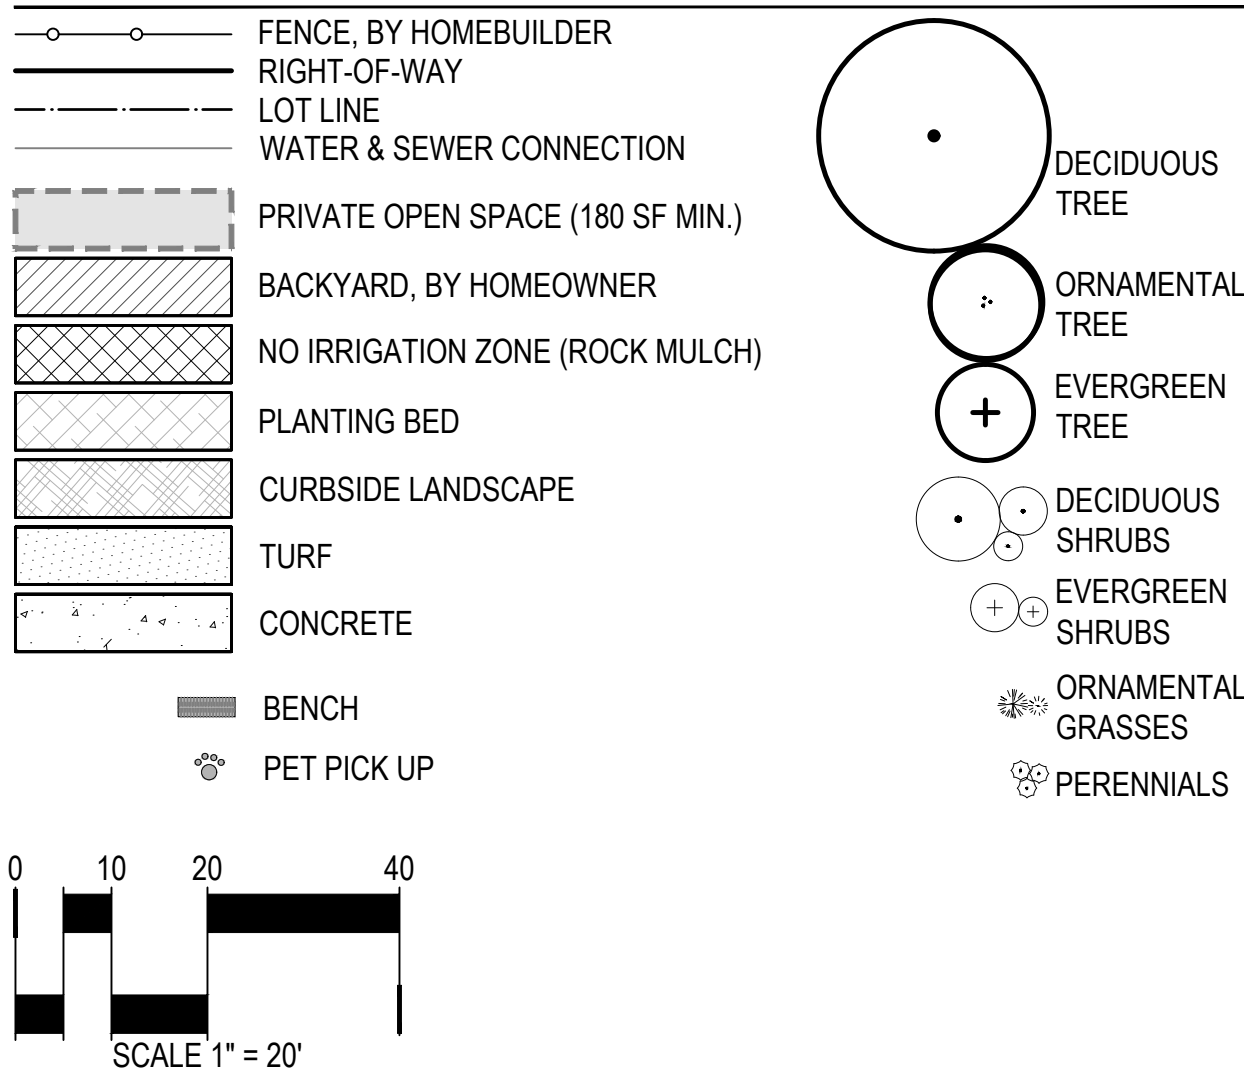 FENCE, BY HOMEBUILDER
RIGHT-OF-WAY
LOT LINE
WATER & SEWER CONNECTION
PRIVATE OPEN SPACE (180 SF MIN.)
BACKYARD, BY HOMEOWNER
NO IRRIGATION ZONE (ROCK MULCH)
PLANTING BED
CURBSIDE LANDSCAPE
TURF
CONCRETE
BENCH
PET PICK UP
DECIDUOUS
TREE
ORNAMENTAL
TREE
EVERGREEN
TREE
DECIDUOUS
SHRUBS
EVERGREEN
SHRUBS
ORNAMENTAL
GRASSES
PERENNIALS
0 10 20 40
SCALE 1" = 20'